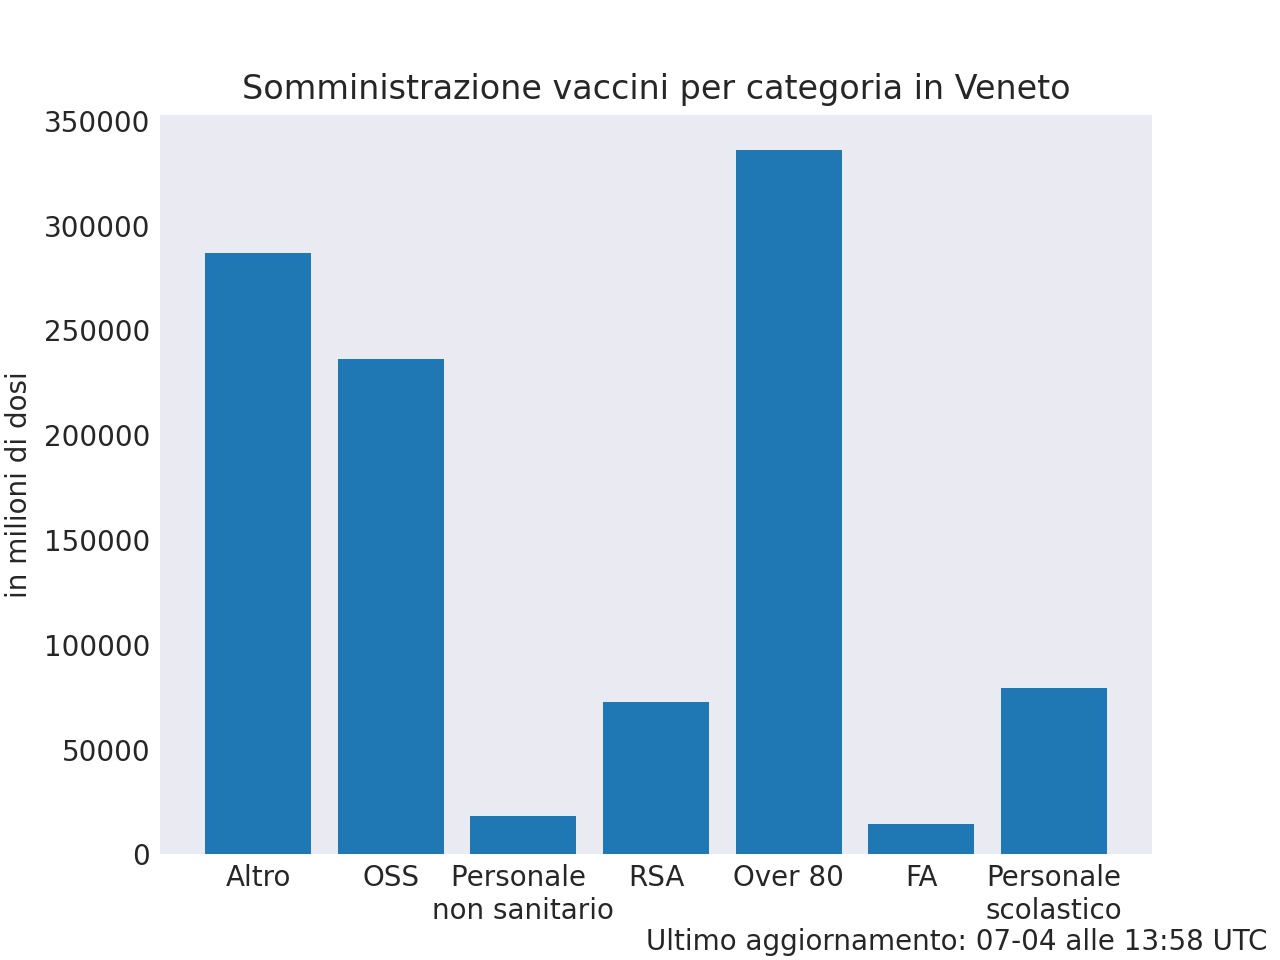 Somministrazione vaccini per categoria in Veneto
in milioni di dosi
350000
300000
250000
200000
150000
100000
50000
0
Altro
OSS
Personale
non sanitario
RSA
Over 80
FA
Personale
scolastico
Ultimo aggiornamento: 07-04 alle 13:58 UTC